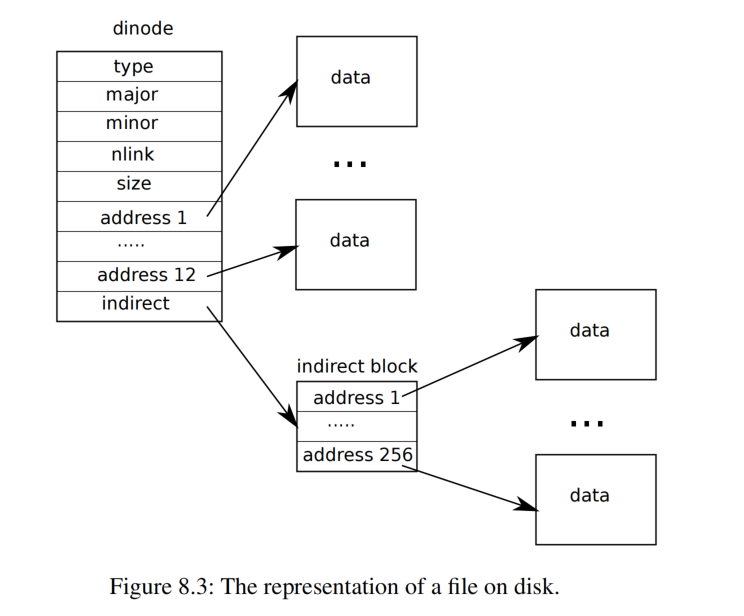 dinode
type
major
minor
nlink
size
address 1
.....
address 12
indirect
data
...
data
indirect block
address 1
.....
address 256
data
...
data
Figure 8.3: The representation of a file on disk.